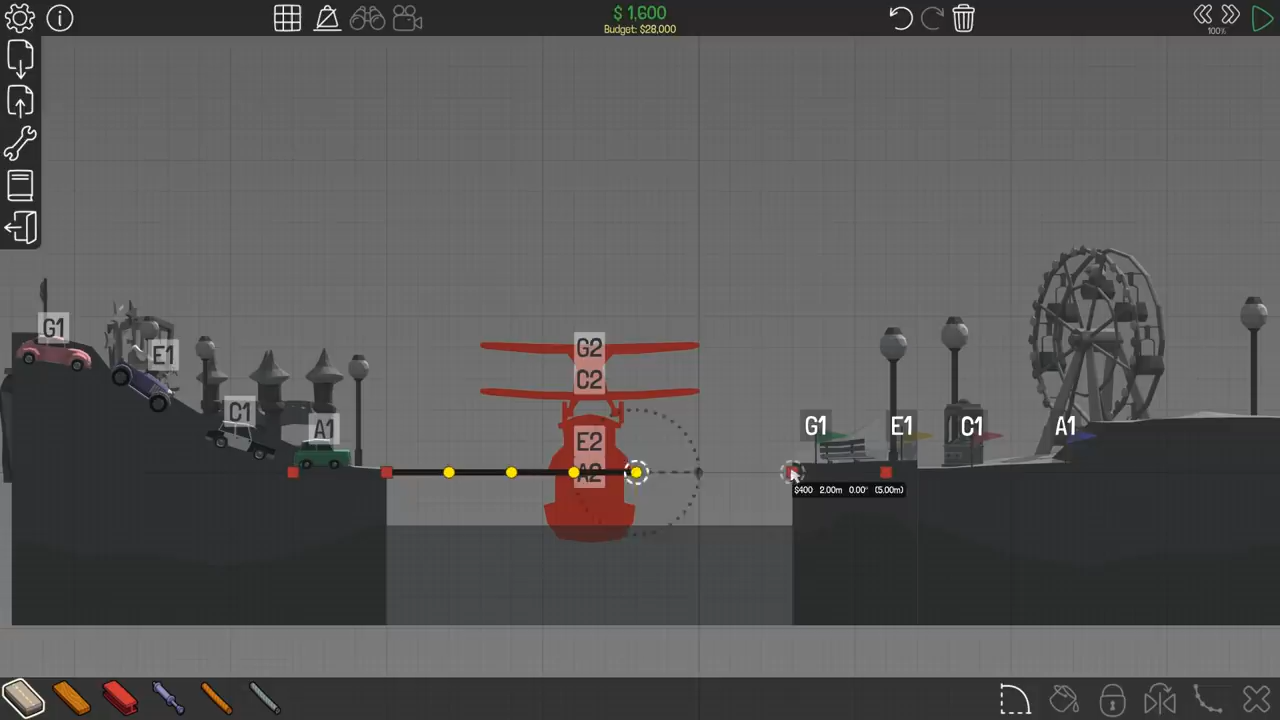 $ 1,600
Budget: $28,000
100%
G1
E1
C1
A1
G2
C2
E2
A2
G1
E1
C1
A1
$400 2.00m 0.00° (5.00m)